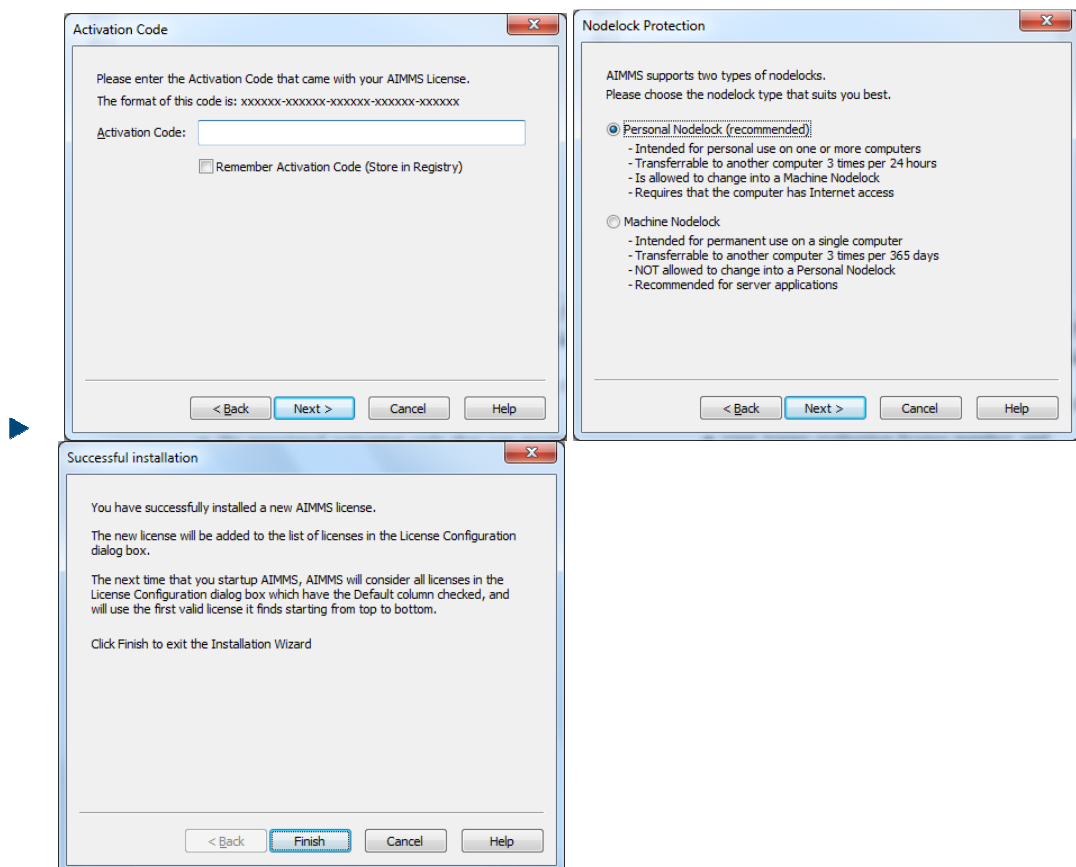 Activation Code
Please enter the Activation Code that came with your AIMMS License.
The format of this code is: xxxxxx-xxxxxx-xxxxxx-xxxxxx-xxxxxx
Activation Code:
Remember Activation Code (Store in Registry)
< Back
Next >
Cancel
Help
Nodelock Protection
AIMMS supports two types of nodelocks.
Please choose the nodelock type that suits you best.
Personal Nodelock (recommended)
- Intended for personal use on one or more computers
- Transferrable to another computer 3 times per 24 hours
- Is allowed to change into a Machine Nodelock
- Requires that the computer has Internet access
Machine Nodelock
- Intended for permanent use on a single computer
- Transferrable to another computer 3 times per 365 days
- NOT allowed to change into a Personal Nodelock
- Recommended for server applications
< Back
Next >
Cancel
Help
Successful installation
You have successfully installed a new AIMMS license.
The new license will be added to the list of licenses in the License Configuration
dialog box.
The next time that you startup AIMMS, AIMMS will consider all licenses in the
License Configuration dialog box which have the Default column checked, and
will use the first valid license it finds starting from top to bottom.
Click Finish to exit the Installation Wizard
< Back
Finish
Cancel
Help